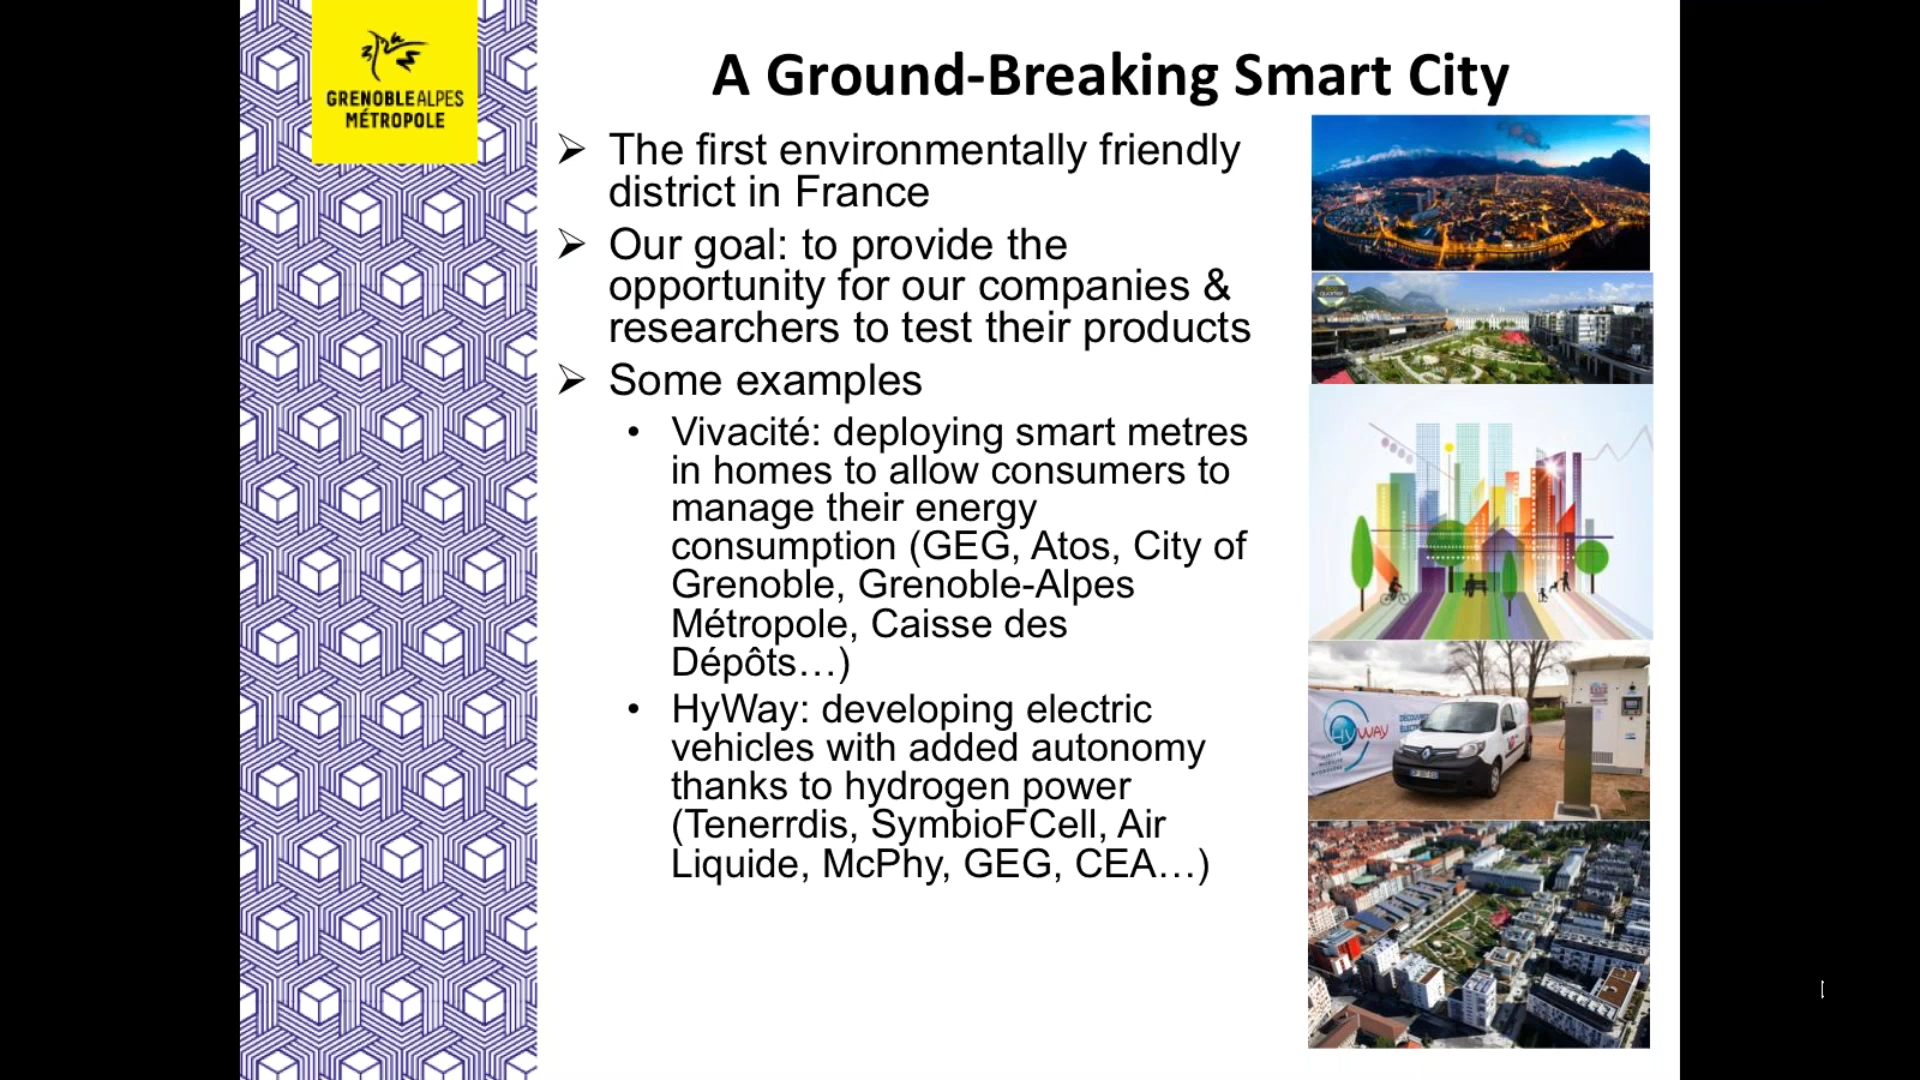 GRENOBLEALPES
MÉTROPOLE
A Ground-Breaking Smart City
➢ The first environmentally friendly
district in France
➢ Our goal: to provide the
opportunity for our companies &
researchers to test their products
➢ Some examples
• Vivacité: deploying smart metres
in homes to allow consumers to
manage their energy
consumption (GEG, Atos, City of
Grenoble, Grenoble-Alpes
Métropole, Caisse des
Dépôts…)
• HyWay: developing electric
vehicles with added autonomy
thanks to hydrogen power
(Tenerrdis, SymbioFCell, Air
Liquide, McPhy, GEG, CEA…)
quartier
HyWAY